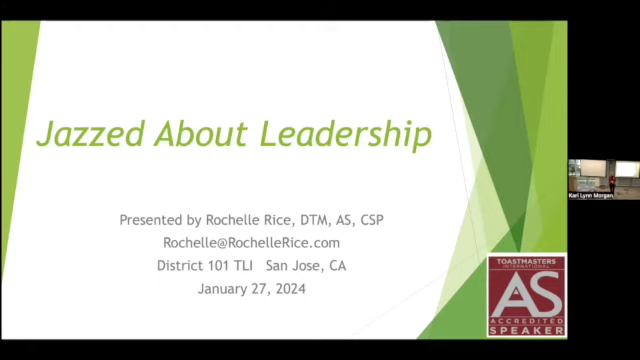 Jazzed About Leadership
Presented by Rochelle Rice, DTM, AS, CSP
Rochelle@RochelleRice.com
District 101 TLI San Jose, CA
January 27, 2024
TOASTMASTERS
INTERNATIONAL
AS
ACCREDITED
SPEAKER
Kari Lynn Morgan,